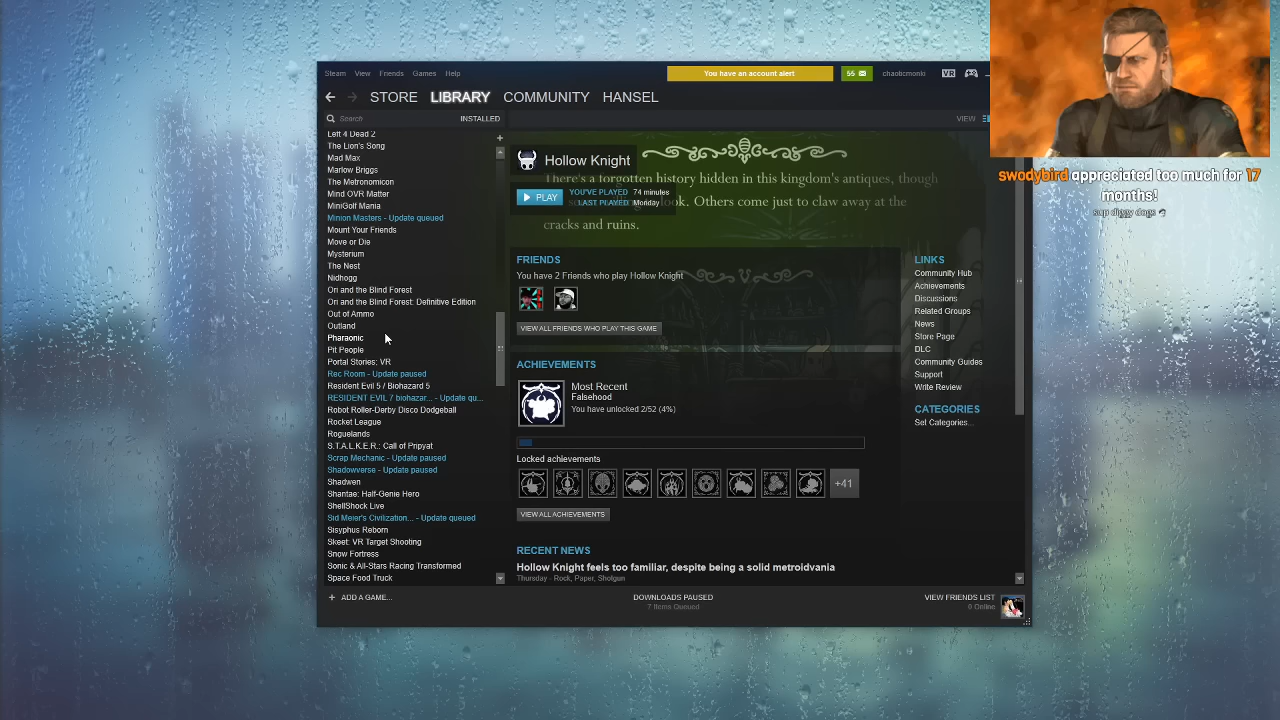 Steam View Friends Games Help
You have an account alert
55
chaoticmonki
VR
STORE LIBRARY COMMUNITY HANSEL
Search
INSTALLED
VIEW
Left 4 Dead 2
The Lion's Song
Mad Max
Marlow Briggs
The Metronomicon
Mind OVR Matter
MiniGolf Mania
Minion Masters - Update queued
Mount Your Friends
Move or Die
Mysterium
The Nest
Nidhogg
Ori and the Blind Forest
Ori and the Blind Forest: Definitive Edition
Out of Ammo
Outland
Pharaonic
Pit People
Portal Stories: VR
Rec Room - Update paused
Resident Evil 5 / Biohazard 5
RESIDENT EVIL 7 biohazar... - Update qu...
Robot Roller-Derby Disco Dodgeball
Rocket League
Roguelands
S.T.A.L.K.E.R.: Call of Pripyat
Scrap Mechanic - Update paused
Shadowverse - Update paused
Shadwen
Shantae: Half-Genie Hero
ShellShock Live
Sid Meier's Civilization... - Update queued
Sisyphus Reborn
Skeet: VR Target Shooting
Snow Fortress
Sonic & All-Stars Racing Transformed
Space Food Truck
Hollow Knight
There's a forgotten history hidden in this kingdom's antiques, though
look. Others come just to claw away at the
cracks and ruins.
PLAY
YOU'VE PLAYED 74 minutes
LAST PLAYED Monday
FRIENDS
You have 2 Friends who play Hollow Knight
VIEW ALL FRIENDS WHO PLAY THIS GAME
ACHIEVEMENTS
Most Recent
Falsehood
You have unlocked 2/52 (4%)
Locked achievements
+41
VIEW ALL ACHIEVEMENTS
RECENT NEWS
Hollow Knight feels too familiar, despite being a solid metroidvania
Thursday - Rock, Paper, Shotgun
LINKS
Community Hub
Achievements
Discussions
Related Groups
News
Store Page
DLC
Community Guides
Support
Write Review
CATEGORIES
Set Categories...
ADD A GAME...
DOWNLOADS PAUSED
7 Items Queued
VIEW FRIENDS LIST
0 Online
swodybird appreciated too much for 17
months!
sup diggy dogs